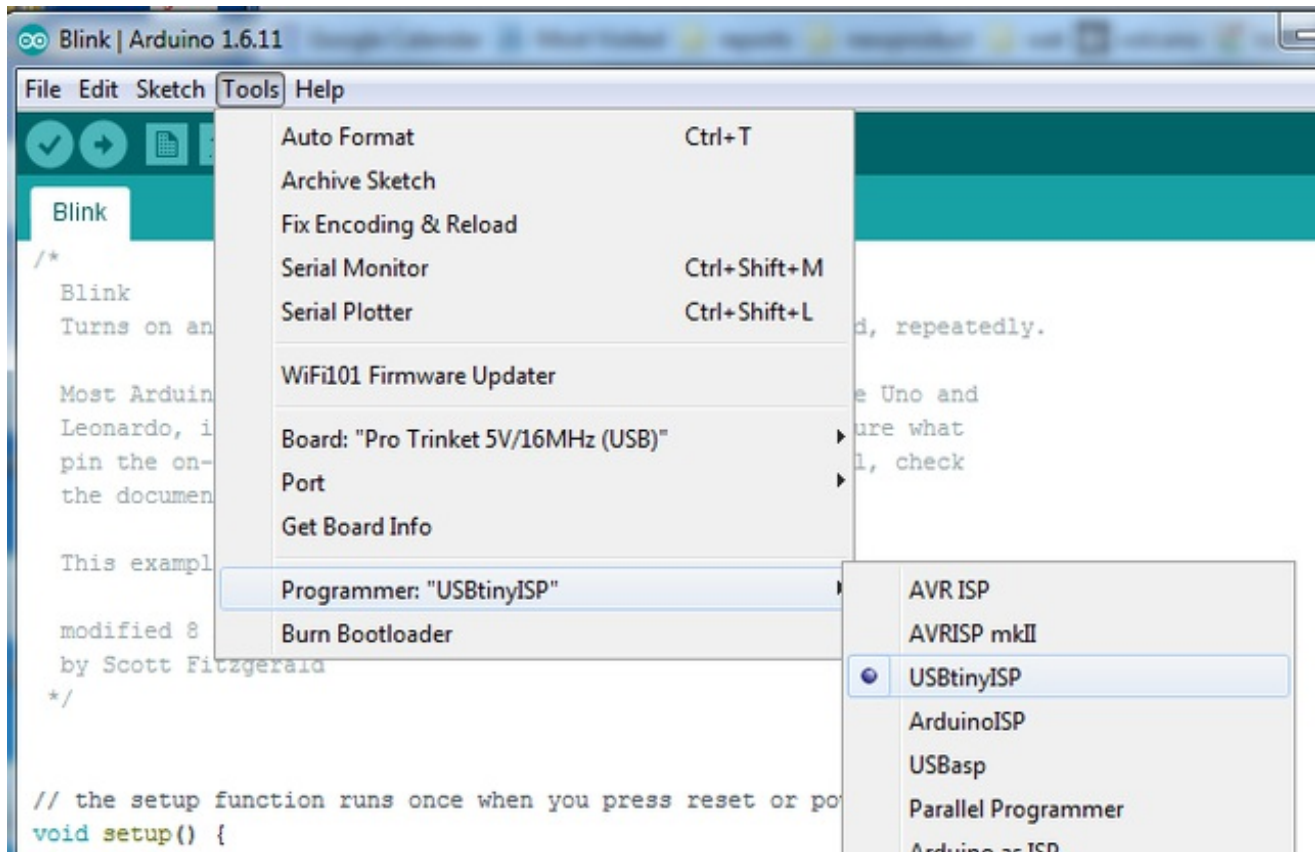 Blink | Arduino 1.6.11
File Edit Sketch Tools Help
Auto Format Ctrl+T
Archive Sketch
Fix Encoding & Reload
Serial Monitor Ctrl+Shift+M
Serial Plotter Ctrl+Shift+L
WiFi101 Firmware Updater
Board: "Pro Trinket 5V/16MHz (USB)"
Port
Get Board Info
Programmer: "USBtinyISP"
Burn Bootloader
AVR ISP
AVRISP mkII
USBtinyISP
ArduinoISP
USBasp
Parallel Programmer
Arduino as ISP
Blink
/*
Blink
Turns on an d, repeatedly.
Most Arduin e Uno and
Leonardo, i ure what
pin the on- l, check
the documen
This exampl
modified 8
by Scott Fitzgerald
*/
// the setup function runs once when you press reset or po
void setup() {